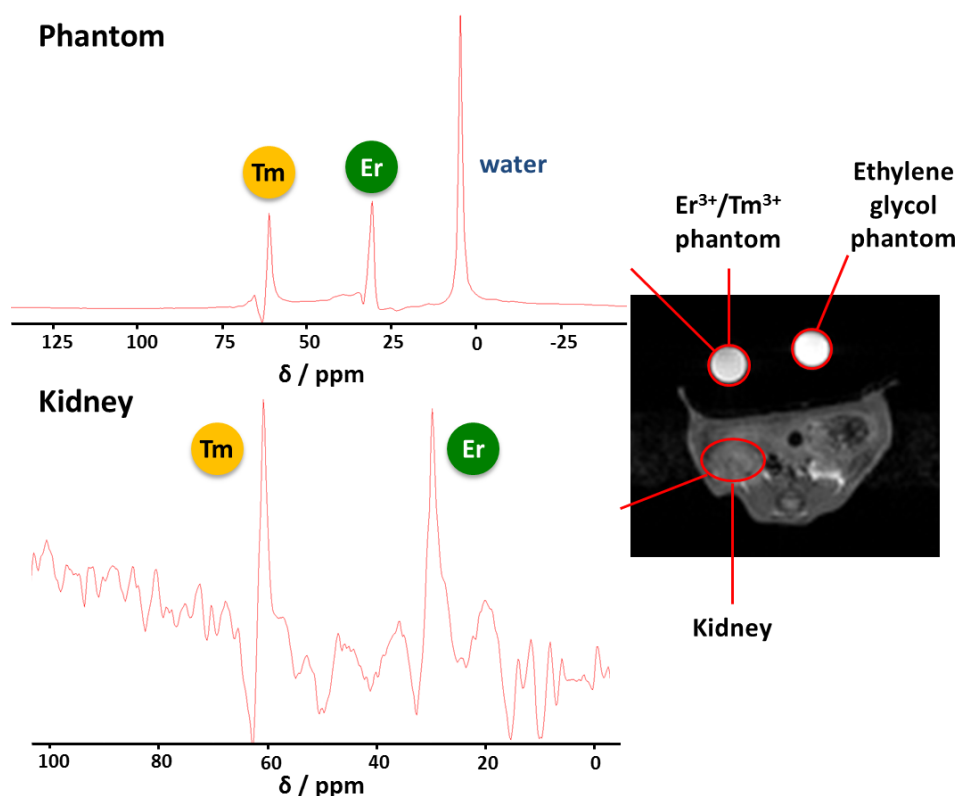 Phantom
Tm
Er
water
125 100 75 50 25 0 -25
δ / ppm
Er³⁺/Tm³⁺
phantom
Ethylene
glycol
phantom
Kidney
Tm
Er
100 80 60 40 20 0
δ / ppm
Kidney